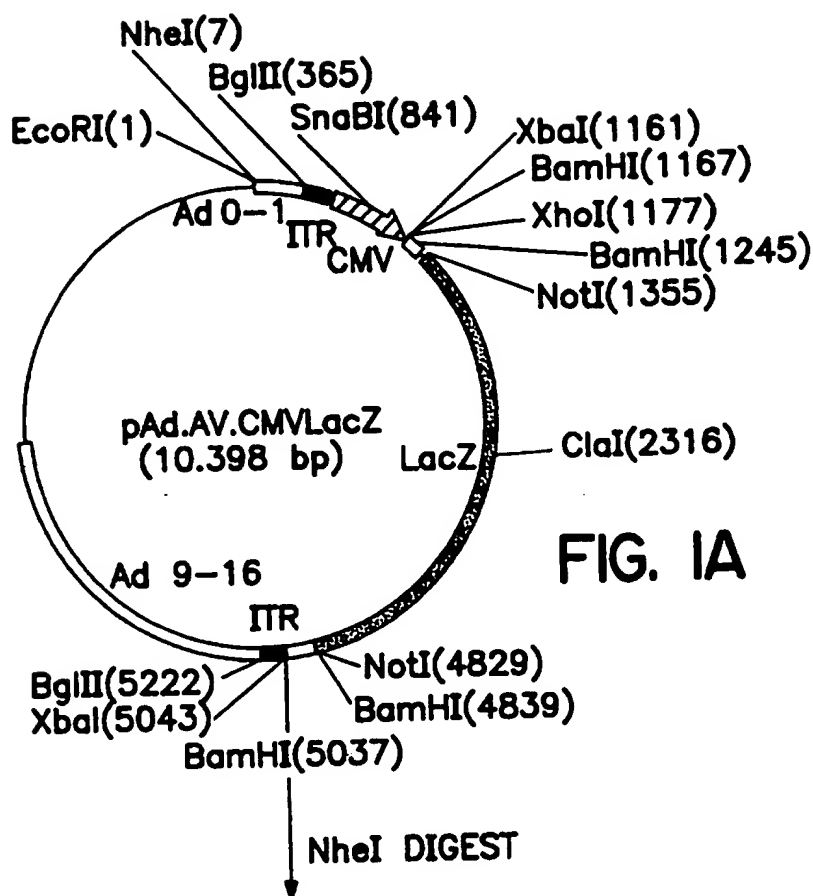 NheI(7)
BglII(365)
SnaBI(841)
EcoRI(1)
XbaI(1161)
BamHI(1167)
XhoI(1177)
BamHI(1245)
NotI(1355)
Ad 0-1
ITR
CMV
pAd.AV.CMVLacZ
(10.398 bp)
LacZ
ClaI(2316)
FIG. 1A
Ad 9-16
ITR
BglII(5222)
XbaI(5043)
BamHI(5037)
NotI(4829)
BamHI(4839)
NheI DIGEST